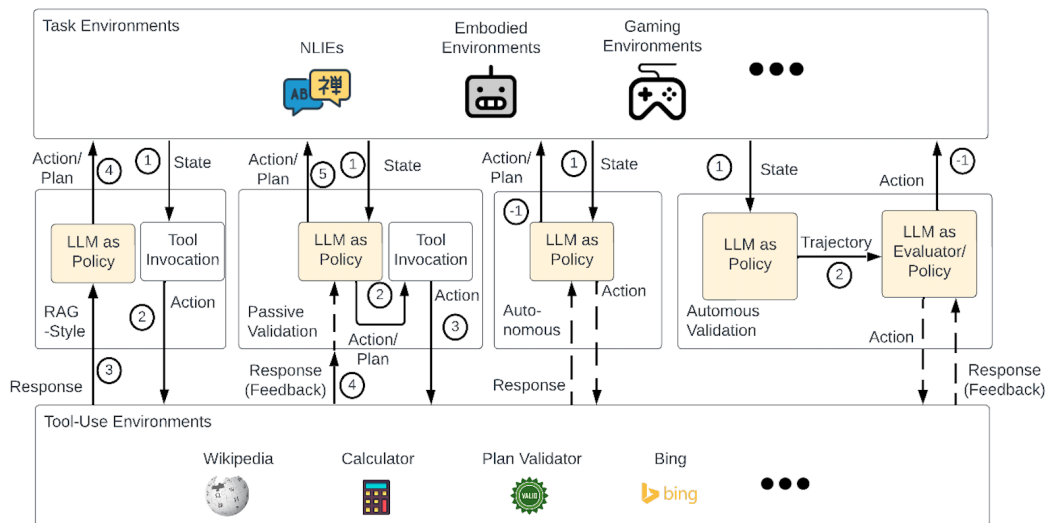 Task Environments
NLIEs
Embodied
Environments
Gaming
Environments
AB
禅
Action/
Plan
4
1
State
LLM as
Policy
Tool
Invocation
RAG
-Style
2
Action
3
Response
Action/
Plan
5
1
State
LLM as
Policy
Tool
Invocation
Passive
Validation
2
Action
3
Action/
Plan
Response
(Feedback)
4
Action/
Plan
-1
1
State
LLM as
Policy
Auto-
nomous
Action
Response
1
State
Action
-1
LLM as
Policy
Trajectory
2
LLM as
Evaluator/
Policy
Automous
Validation
Action
Response
(Feedback)
Tool-Use Environments
Wikipedia
Calculator
Plan Validator
VALID
Bing
bing